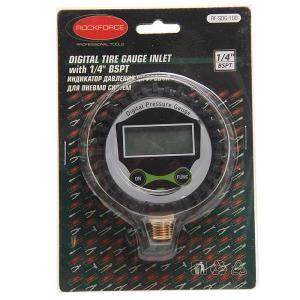 ROCKFORCE
PROFESSIONAL TOOLS
RF-SDG-100
DIGITAL TIRE GAUGE INLET
with 1/4" BSPT
ИНДИКАТОР ДАВЛЕНИЯ
ДЛЯ ПНЕВМО СИСТЕМ
1/4"
BSPT
Digital Pressure Gauge
ON
FUNC